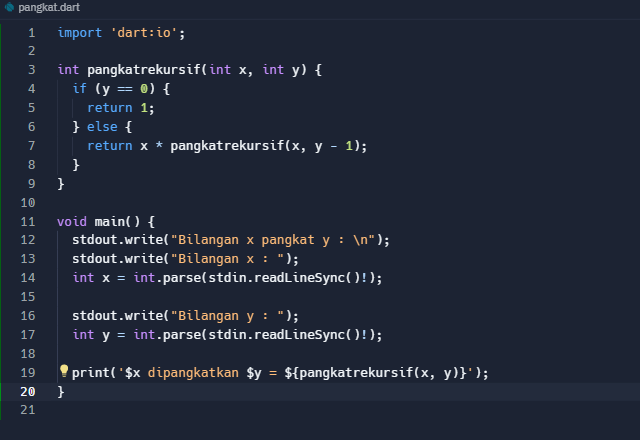 pangkat.dart
1 import 'dart:io';
2
3 int pangkatrekursif(int x, int y) {
4   if (y == 0) {
5     return 1;
6   } else {
7     return x * pangkatrekursif(x, y - 1);
8   }
9 }
10
11 void main() {
12   stdout.write("Bilangan x pangkat y : \n");
13   stdout.write("Bilangan x : ");
14   int x = int.parse(stdin.readLineSync()!);
15
16   stdout.write("Bilangan y : ");
17   int y = int.parse(stdin.readLineSync()!);
18
19   print('$x dipangkatkan $y = ${pangkatrekursif(x, y)}');
20 }
21